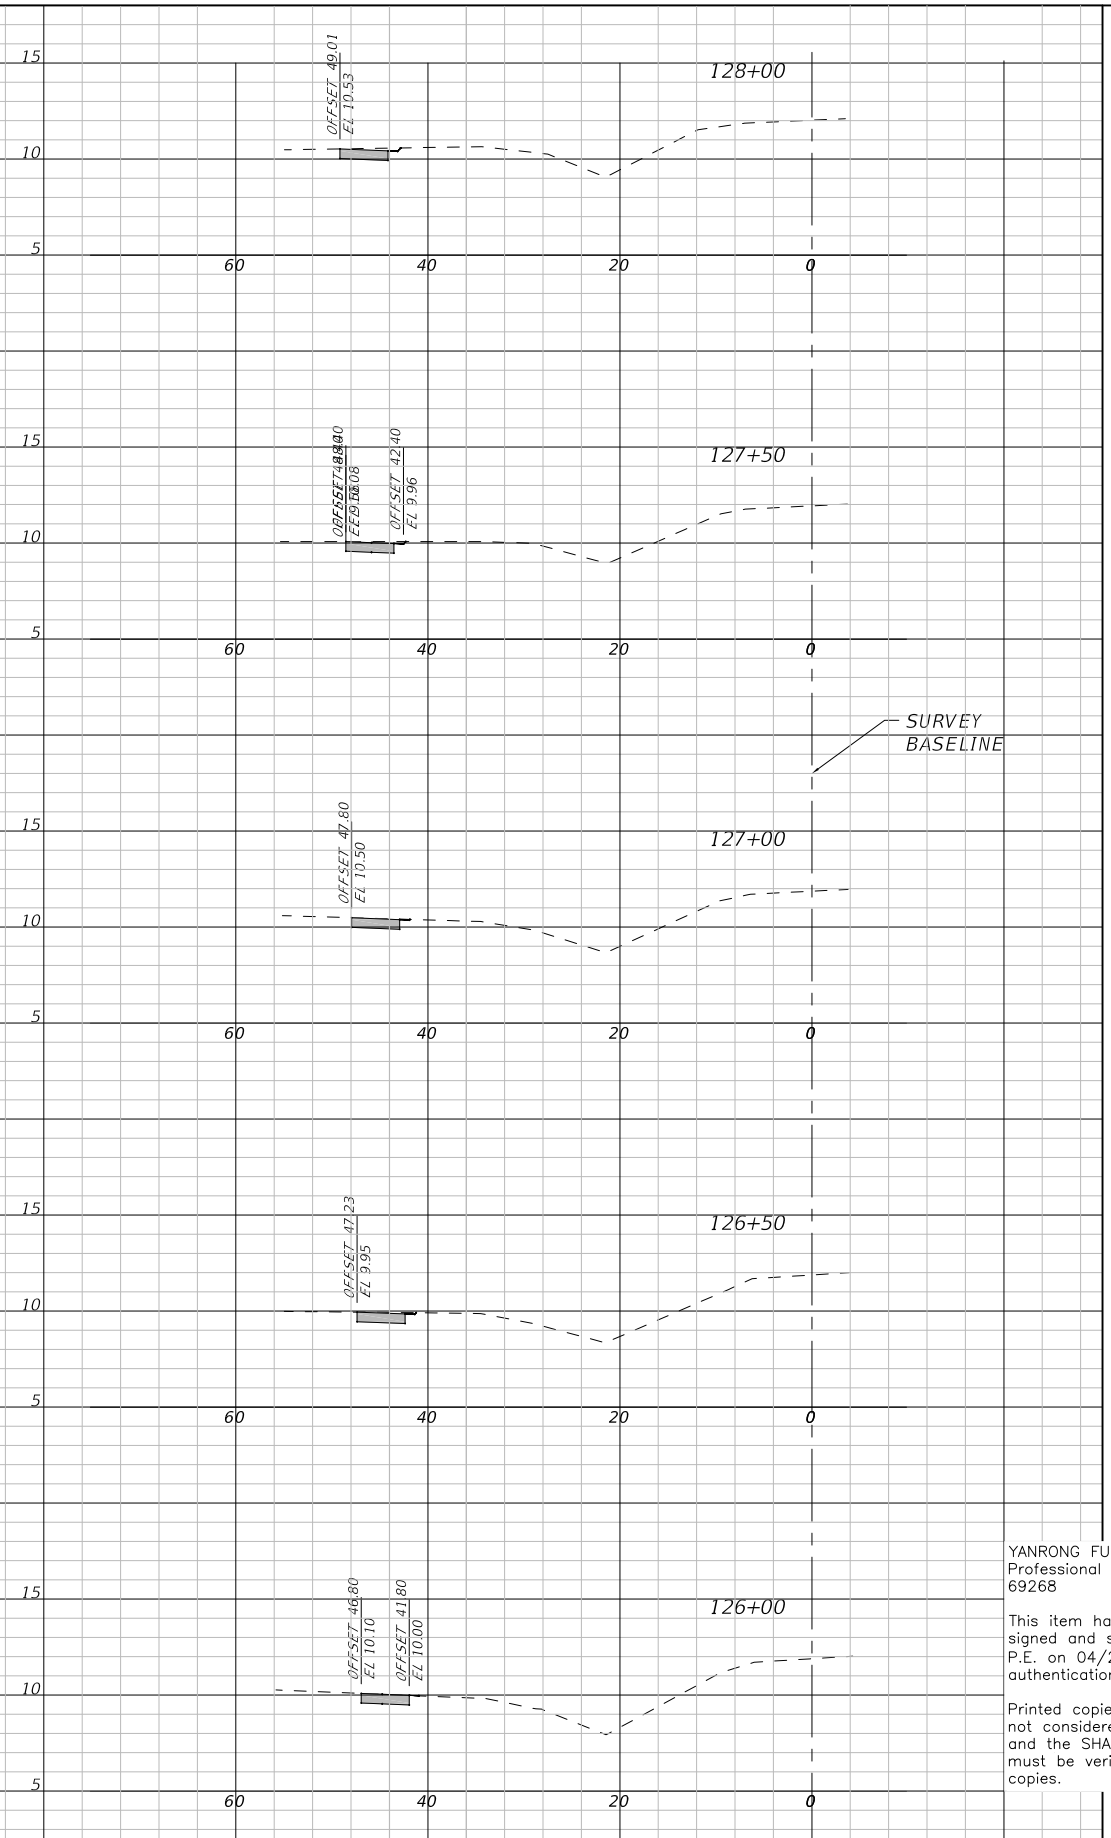 15
OFFSET 49.01
EL 10.53
128+00
10
5
60 40 20 0
15
OFFSET 42.40
EL 9.96
127+50
10
5
60 40 20 0
SURVEY
BASELINE
15
OFFSET 47.80
EL 10.50
127+00
10
5
60 40 20 0
15
OFFSET 47.23
EL 9.95
126+50
10
5
60 40 20 0
15
OFFSET 46.80
EL 10.10
OFFSET 41.80
EL 10.00
126+00
10
5
60 40 20 0
YANRONG FU
Professional
69268
This item ha
signed and s
P.E. on 04/2
authentication
Printed copie
not considere
and the SHA
must be veri
copies.